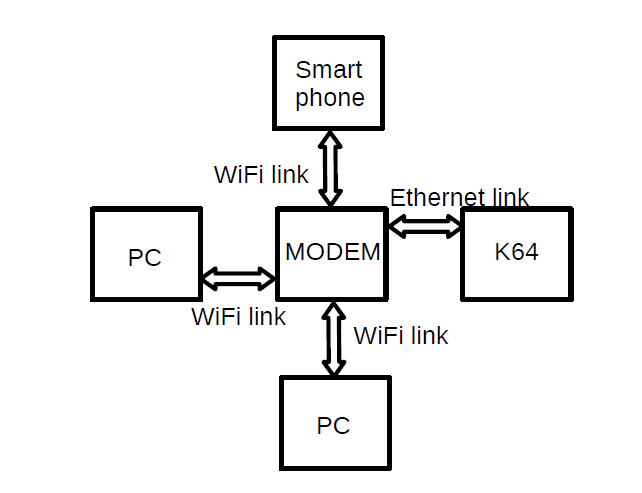 Smart
phone
WiFi link
Ethernet link
PC
MODEM
K64
WiFi link
WiFi link
PC